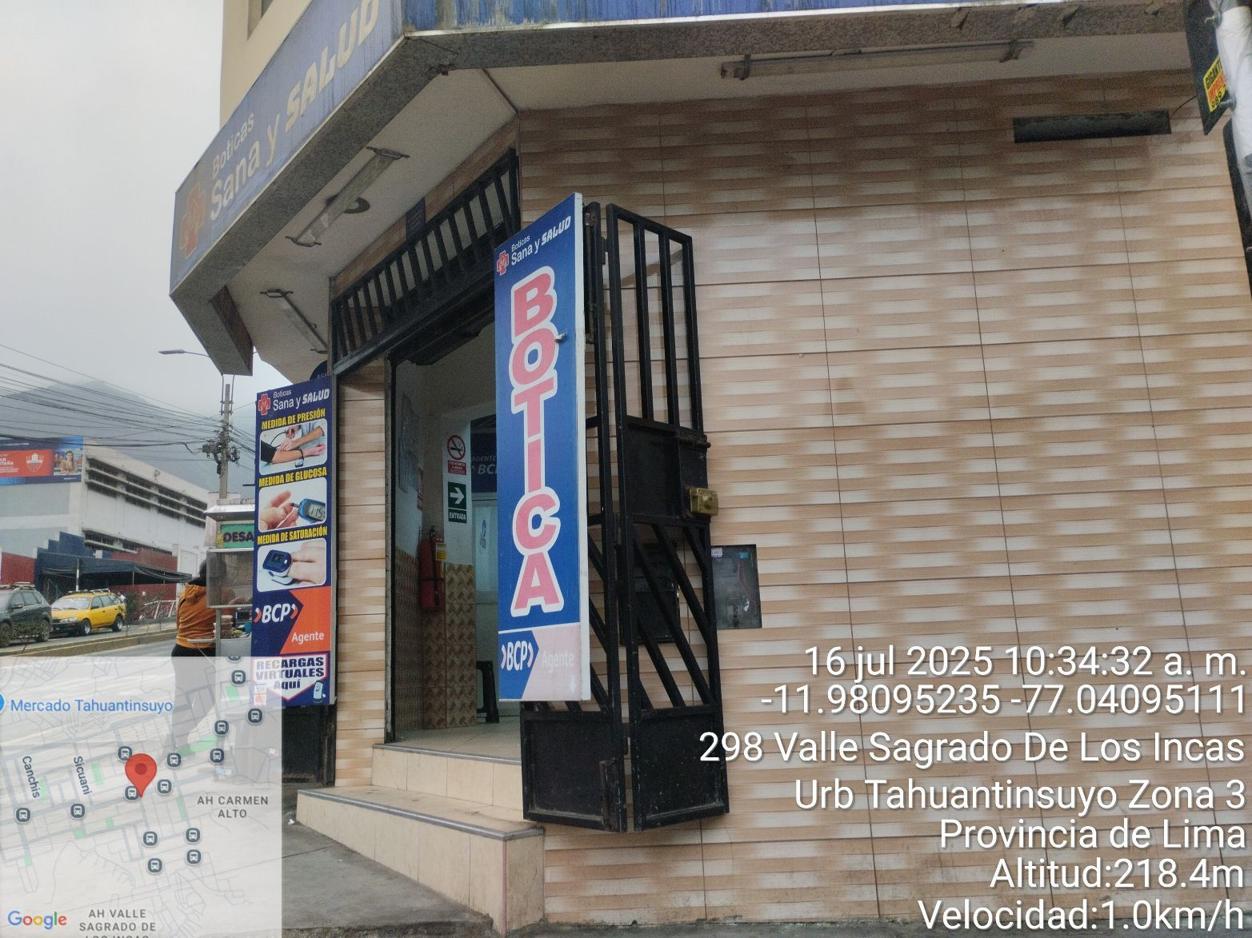 Boticas
Sana y SALUD
Boticas
Sana y SALUD
BOTICA
BCP
Agente
Boticas
Sana y SALUD
MEDIDA DE PRESIÓN
MEDIDA DE GLUCOSA
MEDIDA DE SATURACIÓN
BCP
Agente
RECARGAS
VIRTUALES
Aquí
ENTRADA
BCP
16 jul 2025 10:34:32 a. m.
-11.98095235 -77.04095111
298 Valle Sagrado De Los Incas
Urb Tahuantinsuyo Zona 3
Provincia de Lima
Altitud:218.4m
Velocidad:1.0km/h
Mercado Tahuantinsuyo
Canchis
Sicuani
AH CARMEN
ALTO
AH VALLE
SAGRADO DE
LOS INCAS
Google